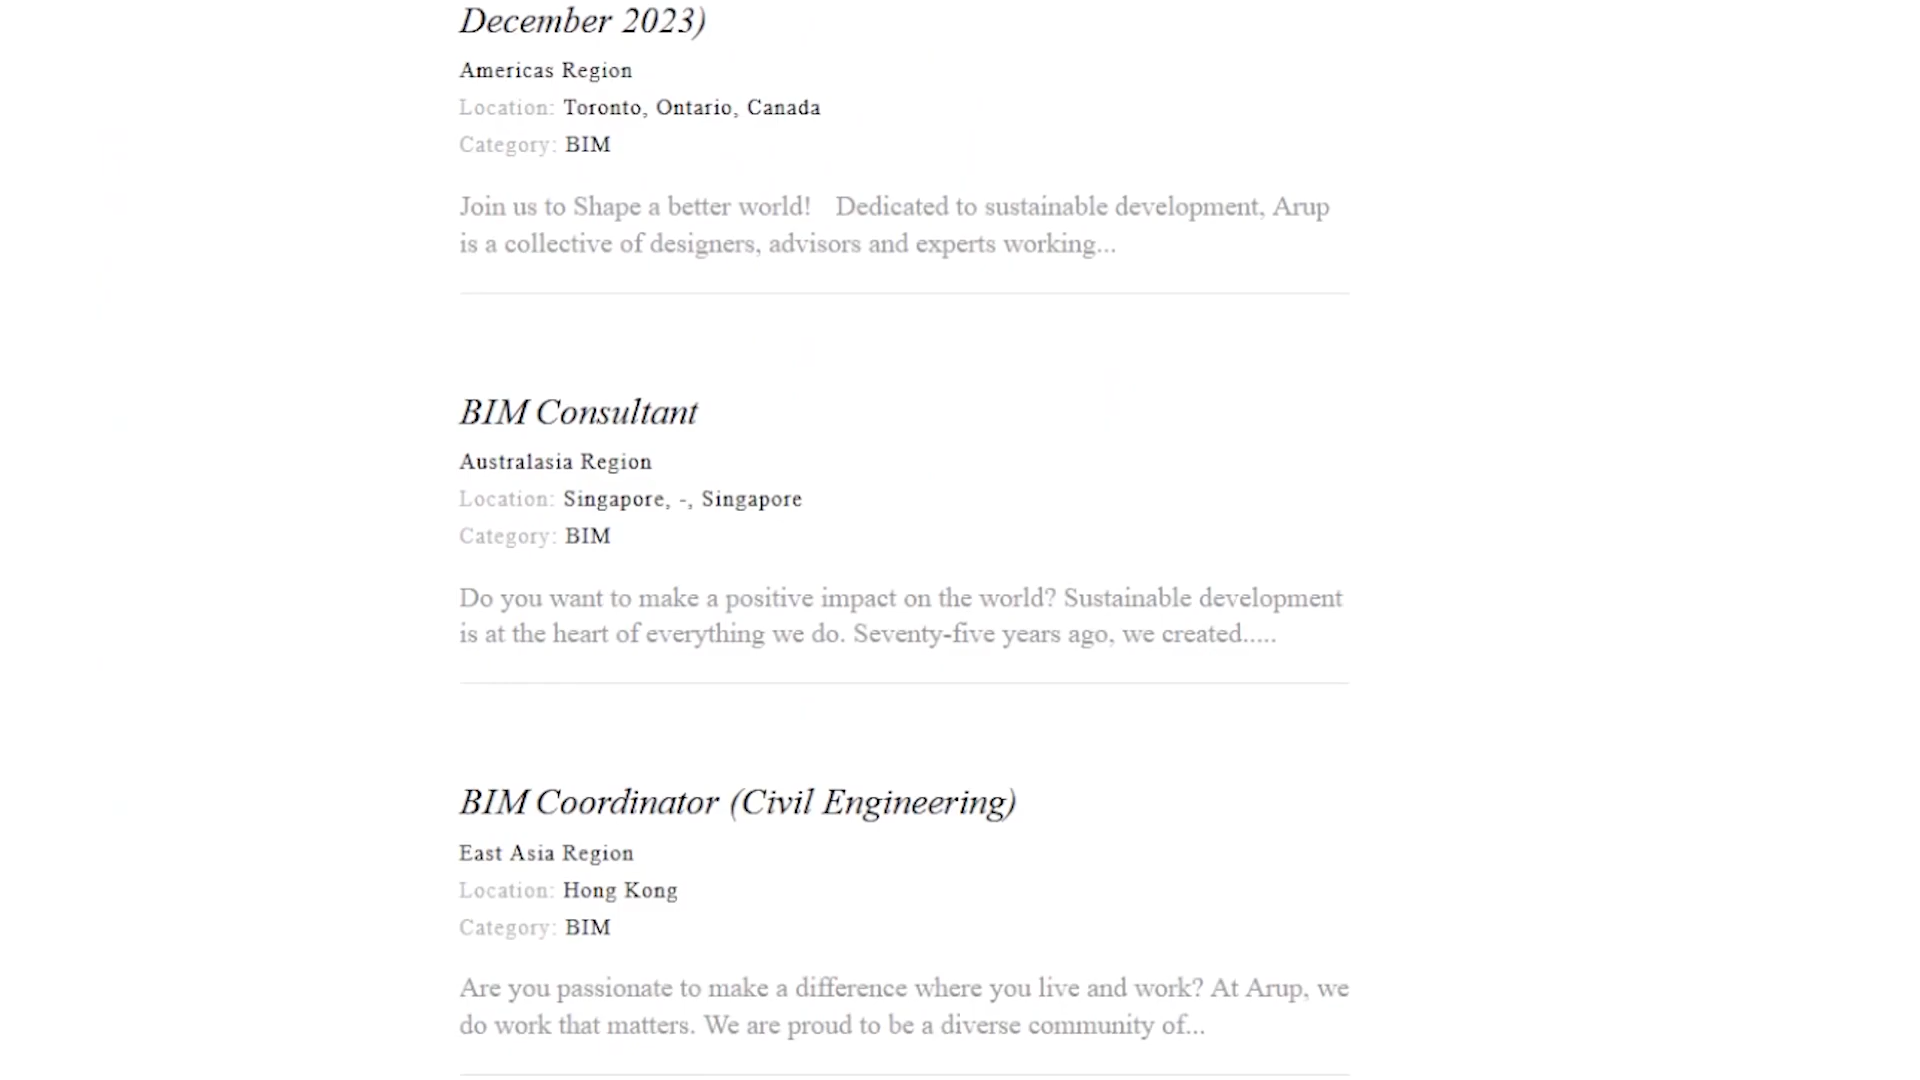 December 2023)
Americas Region
Location: Toronto, Ontario, Canada
Category: BIM
Join us to Shape a better world!   Dedicated to sustainable development, Arup
is a collective of designers, advisors and experts working...
BIM Consultant
Australasia Region
Location: Singapore, -, Singapore
Category: BIM
Do you want to make a positive impact on the world? Sustainable development
is at the heart of everything we do. Seventy-five years ago, we created.....
BIM Coordinator (Civil Engineering)
East Asia Region
Location: Hong Kong
Category: BIM
Are you passionate to make a difference where you live and work? At Arup, we
do work that matters. We are proud to be a diverse community of...